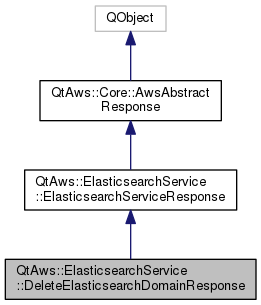 QObject
QtAws::Core::AwsAbstract
Response
QtAws::ElasticsearchService
::ElasticsearchServiceResponse
QtAws::ElasticsearchService
::DeleteElasticsearchDomainResponse